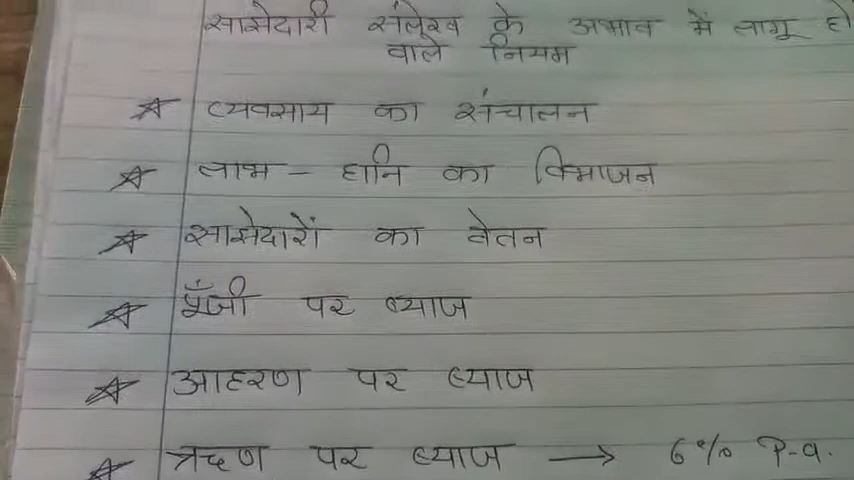 साझेदारी संलेख के अभाव में लागू हो
वाले नियम
व्यवसाय का संचालन
लाभ - हानि का विभाजन
साझेदारों का वेतन
पूँजी पर ब्याज
आहरण पर ब्याज
ऋण पर ब्याज → 6% P.a.